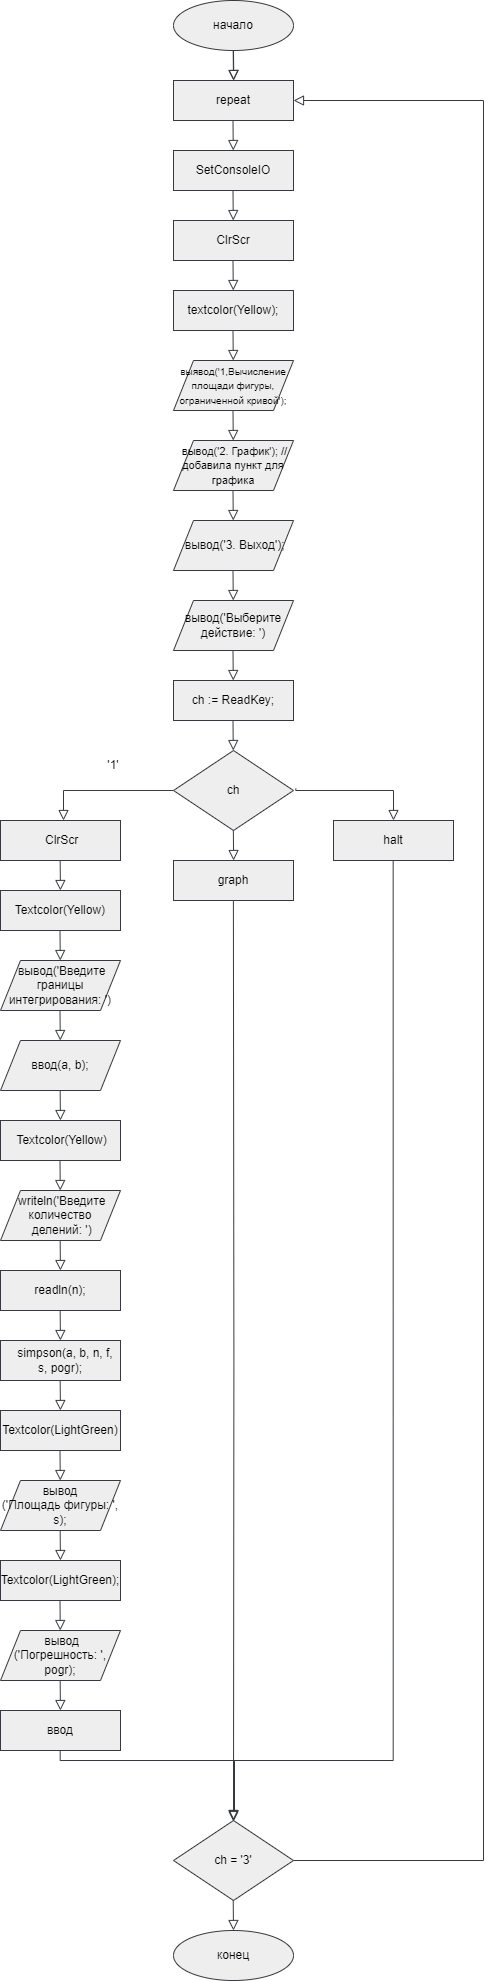 начало
repeat
SetConsoleIO
ClrScr
textcolor(Yellow);
выявод('1,Вычисление
площади фигуры,
ограниченной кривой');
вывод('2. График'); //
добавила пункт для
графика
вывод('3. Выход');
вывод('Выберите
действие: ')
ch := ReadKey;
'1'
ch
ClrScr
halt
graph
Textcolor(Yellow)
вывод('Введите
границы
интегрирования: ')
ввод(a, b);
Textcolor(Yellow)
writeln('Введите
количество
делений: ')
readln(n);
simpson(a, b, n, f,
s, pogr);
Textcolor(LightGreen)
вывод
('Площадь фигуры: ',
s);
Textcolor(LightGreen);
вывод
('Погрешность: ',
pogr);
ввод
ch = '3'
конец